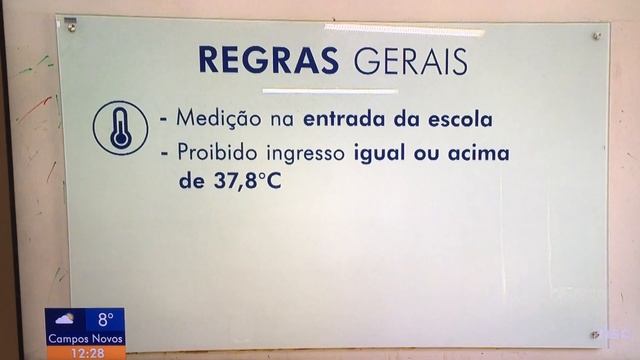 REGRAS GERAIS
- Medição na entrada da escola
- Proibido ingresso igual ou acima
de 37,8°C
8°
Campos Novos
12:28